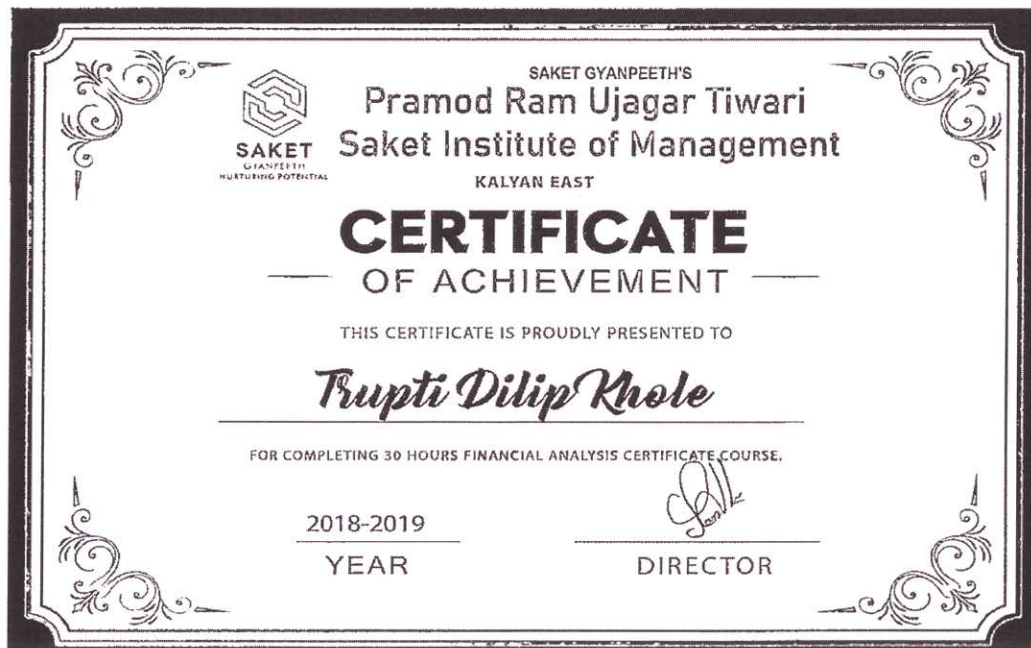 SAKET GYANPEETH'S
Pramod Ram Ujagar Tiwari
Saket Institute of Management
KALYAN EAST
SAKET
GYANPEETH
NURTURING POTENTIAL
CERTIFICATE
OF ACHIEVEMENT
THIS CERTIFICATE IS PROUDLY PRESENTED TO
Trupti Dilip Khole
FOR COMPLETING 30 HOURS FINANCIAL ANALYSIS CERTIFICATE COURSE.
2018-2019
YEAR
DIRECTOR